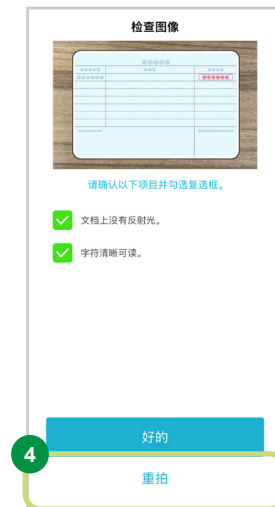 检查图像
请确认以下项目并勾选复选框。
文档上没有反射光。
字符清晰可读。
好的
4
重拍